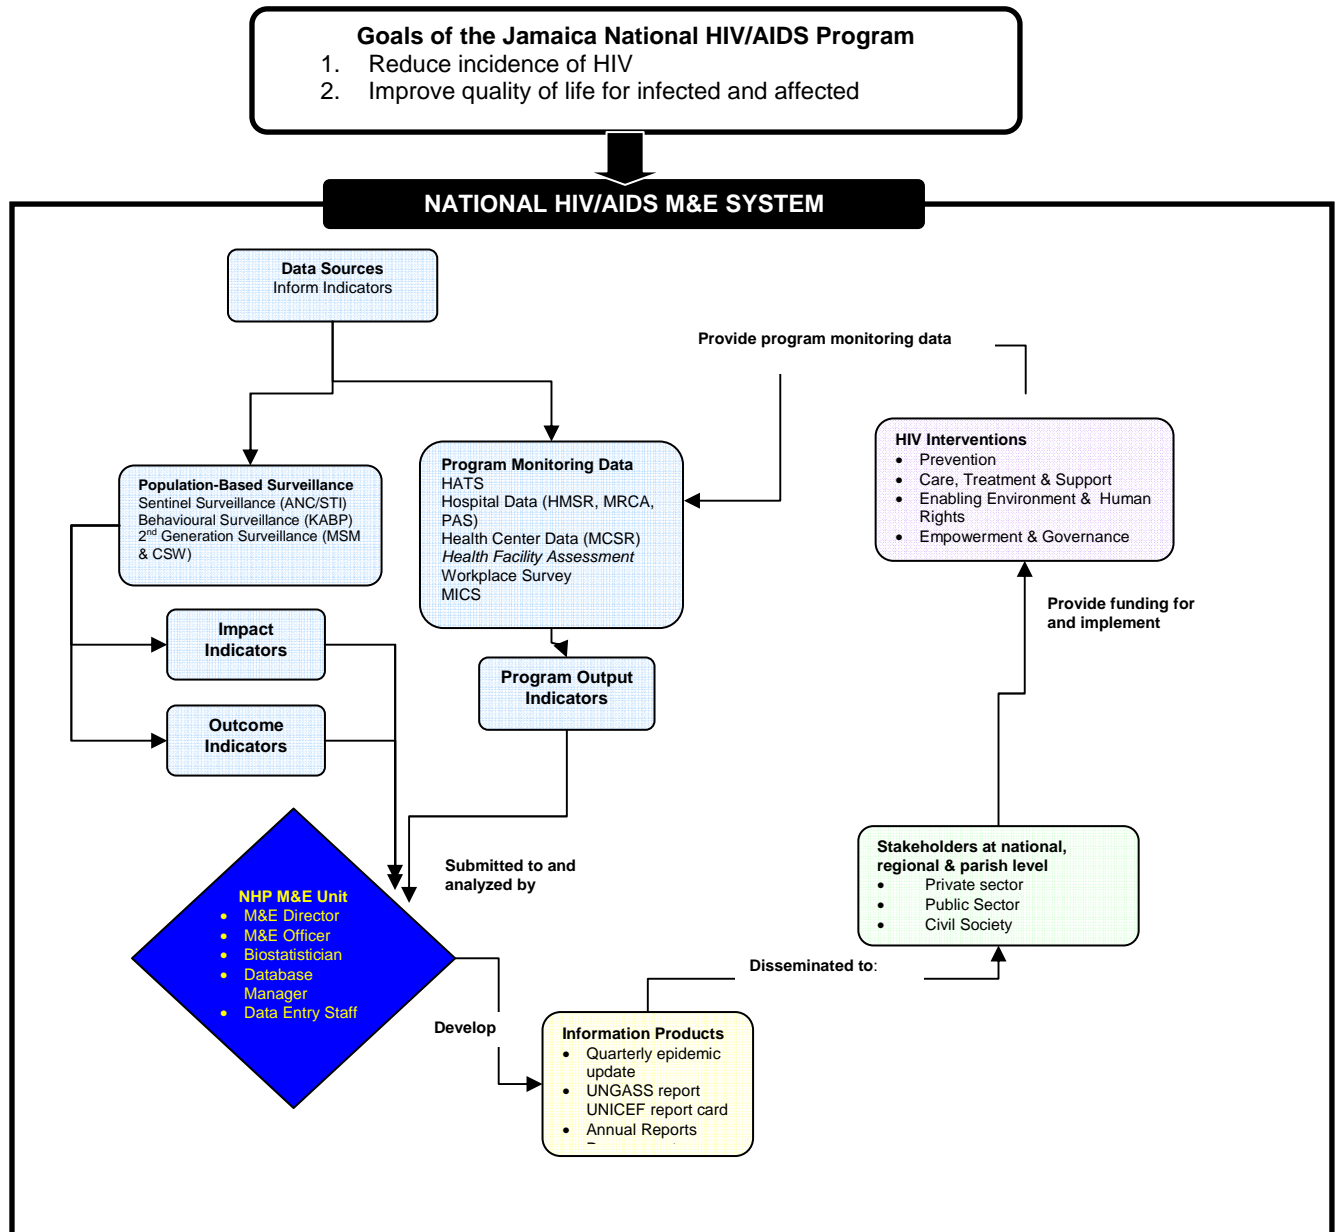 Goals of the Jamaica National HIV/AIDS Program
1. Reduce incidence of HIV
2. Improve quality of life for infected and affected
NATIONAL HIV/AIDS M&E SYSTEM
Data Sources
Inform Indicators
Provide program monitoring data
HIV Interventions
• Prevention
• Care, Treatment & Support
• Enabling Environment & Human
Rights
• Empowerment & Governance
Program Monitoring Data
HATS
Hospital Data (HMSR, MRCA,
PAS)
Health Center Data (MCSR)
Health Facility Assessment
Workplace Survey
MICS
Population-Based Surveillance
Sentinel Surveillance (ANC/STI)
Behavioural Surveillance (KABP)
2nd Generation Surveillance (MSM
& CSW)
Impact
Indicators
Provide funding for
and implement
Program Output
Indicators
Outcome
Indicators
Submitted to and
analyzed by
Stakeholders at national,
regional & parish level
• Private sector
• Public Sector
• Civil Society
NHP M&E Unit
• M&E Director
• M&E Officer
• Biostatistician
• Database
Manager
• Data Entry Staff
Disseminated to:
Develop
Information Products
• Quarterly epidemic
update
• UNGASS report
UNICEF report card
• Annual Reports